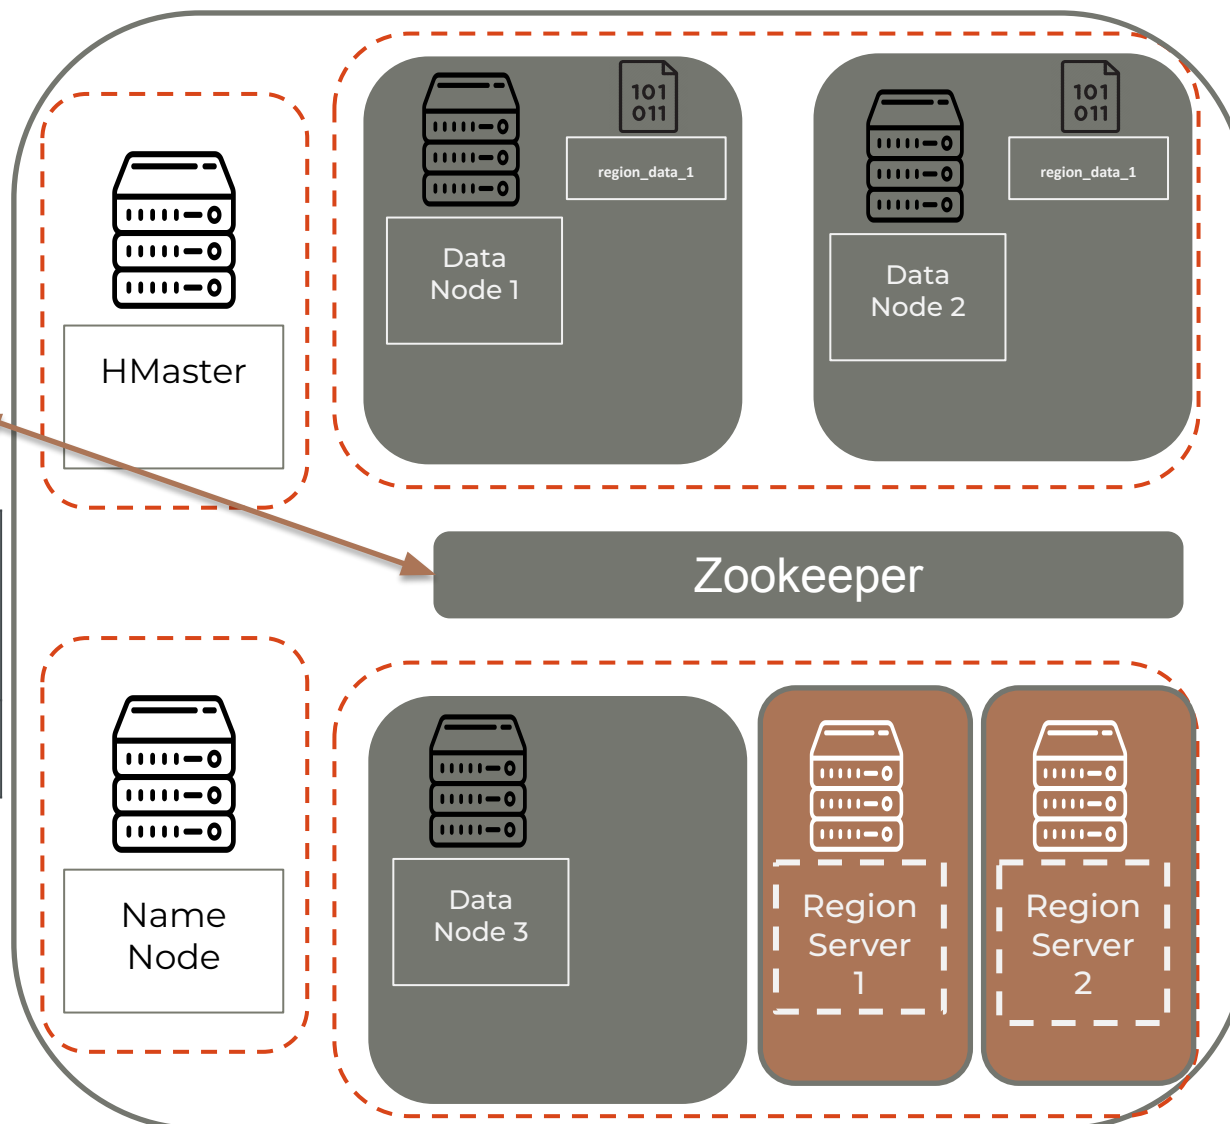 101
011
region_data_1
Data
Node 1
101
011
region_data_1
Data
Node 2
HMaster
Zookeeper
Name
Node
Data
Node 3
Region
Server
1
Region
Server
2